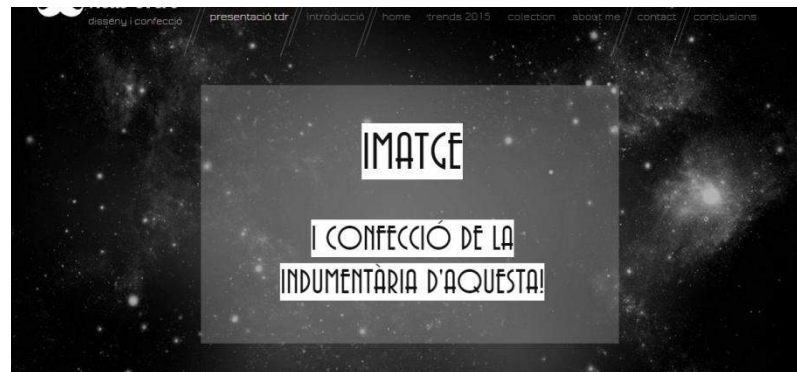 disseny i confecció
presentació tdr // Introducció // home trends 2015 colection about me // contact // conclusions
IMATGE
I CONFECCIÓ DE LA
INDUMENTÀRIA D'AQUESTA!